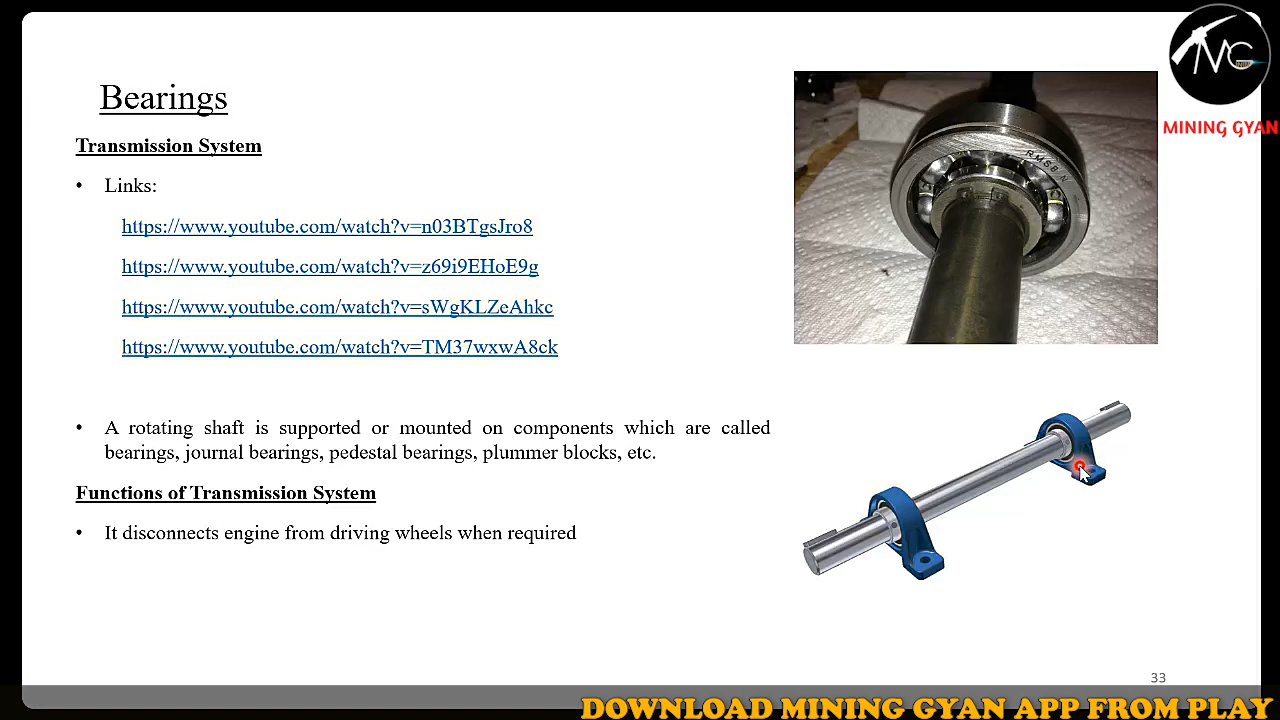 Bearings
Transmission System
• Links:
https://www.youtube.com/watch?v=n03BTgsJro8
https://www.youtube.com/watch?v=z69i9EHoE9g
https://www.youtube.com/watch?v=sWgKLZeAhkc
https://www.youtube.com/watch?v=TM37wxwA8ck
• A rotating shaft is supported or mounted on components which are called
bearings, journal bearings, pedestal bearings, plummer blocks, etc.
Functions of Transmission System
• It disconnects engine from driving wheels when required
MG
MINING GYAN
33
DOWNLOAD MINING GYAN APP FROM PLAY